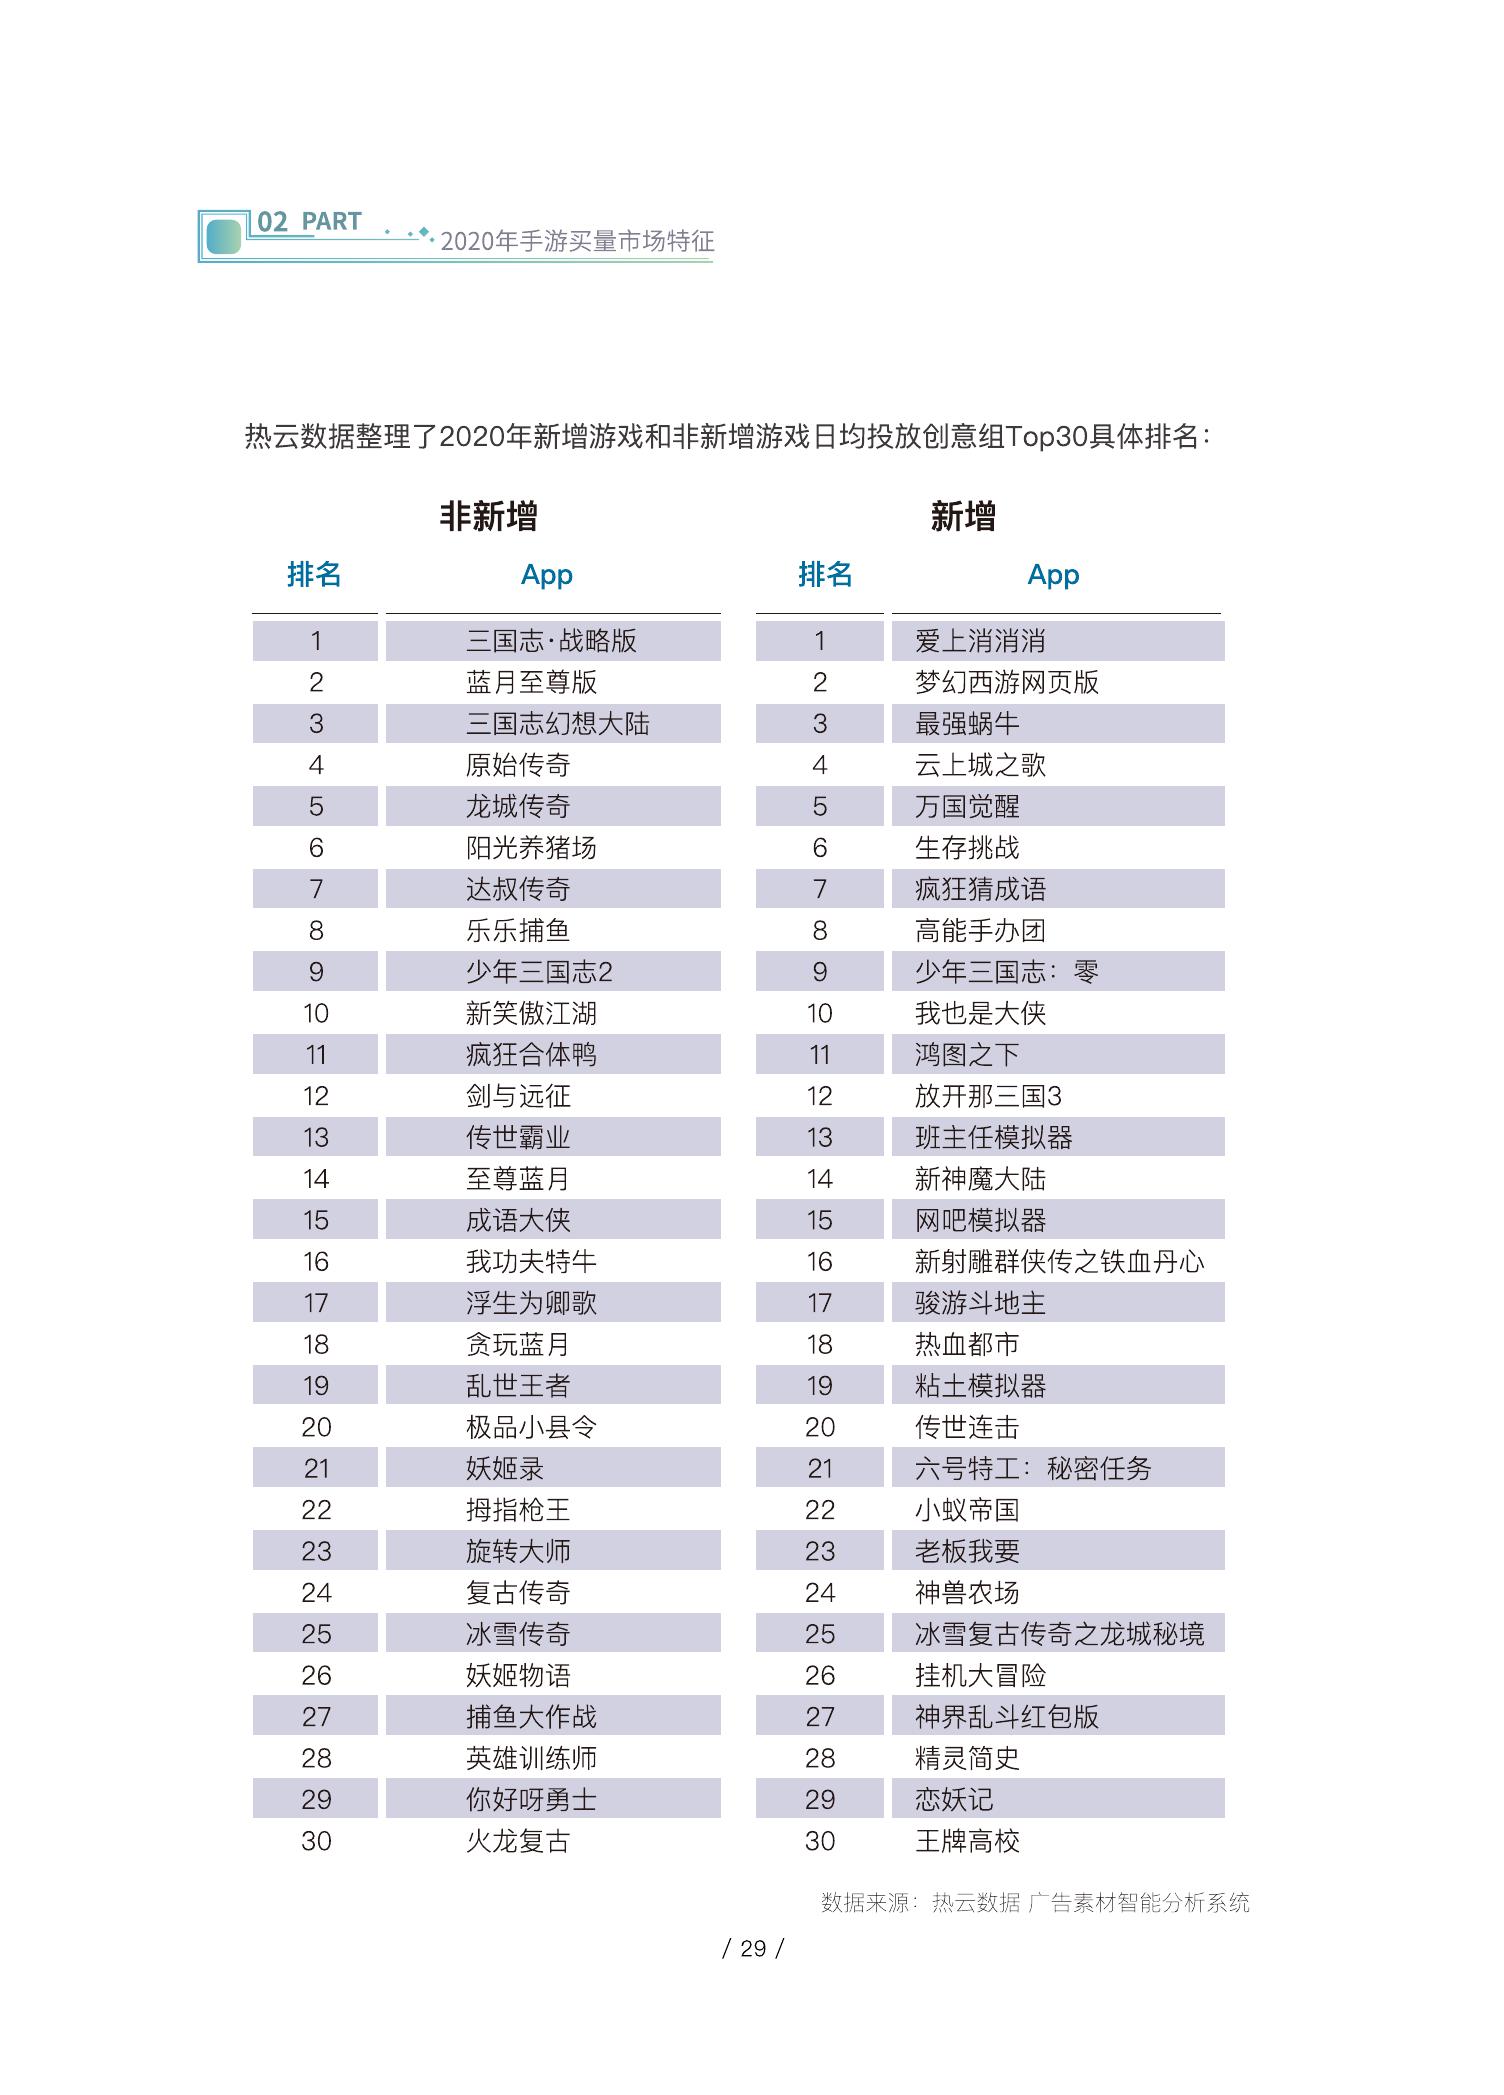 02 PART
2020年手游买量市场特征
热云数据整理了2020年新增游戏和非新增游戏日均投放创意组Top30具体排名：
非新增 新增
排名 App 排名 App
1 三国志·战略版 1 爱上消消消
2 蓝月至尊版 2 梦幻西游网页版
3 三国志幻想大陆 3 最强蜗牛
4 原始传奇 4 云上城之歌
5 龙城传奇 5 万国觉醒
6 阳光养猪场 6 生存挑战
7 达叔传奇 7 疯狂猜成语
8 乐乐捕鱼 8 高能手办团
9 少年三国志2 9 少年三国志：零
10 新笑傲江湖 10 我也是大侠
11 疯狂合体鸭 11 鸿图之下
12 剑与远征 12 放开那三国3
13 传世霸业 13 班主任模拟器
14 至尊蓝月 14 新神魔大陆
15 成语大侠 15 网吧模拟器
16 我功夫特牛 16 新射雕群侠传之铁血丹心
17 浮生为卿歌 17 骏游斗地主
18 贪玩蓝月 18 热血都市
19 乱世王者 19 粘土模拟器
20 极品小县令 20 传世连击
21 妖姬录 21 六号特工：秘密任务
22 拇指枪王 22 小蚁帝国
23 旋转大师 23 老板我要
24 复古传奇 24 神兽农场
25 冰雪传奇 25 冰雪复古传奇之龙城秘境
26 妖姬物语 26 挂机大冒险
27 捕鱼大作战 27 神界乱斗红包版
28 英雄训练师 28 精灵简史
29 你好呀勇士 29 恋妖记
30 火龙复古 30 王牌高校
数据来源：热云数据 广告素材智能分析系统
/ 29 /